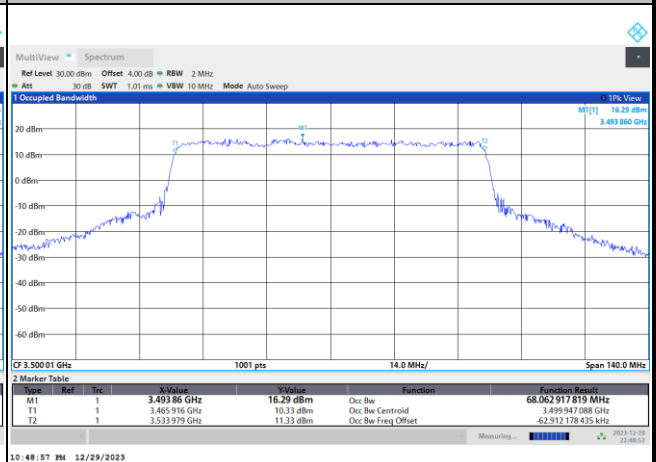 MultiView Spectrum
Ref Level 30.00 dBm Offset 4.00 dB RBW 2 MHz
Att 30 dB SWT 1.01 ms VBW 10 MHz Mode Auto Sweep
1 Occupied Bandwidth 1Pk View
M1[1] 16.29 dBm
3.493 860 GHz
M1
T1
T2
20 dBm
10 dBm
0 dBm
-10 dBm
-20 dBm
-30 dBm
-40 dBm
-50 dBm
-60 dBm
CF 3.500 01 GHz 1001 pts 14.0 MHz/ Span 140.0 MHz
2 Marker Table
Type Ref Trc X-Value Y-Value Function Function Result
M1 1 3.493 86 GHz 16.29 dBm Occ Bw 68.062 917 819 MHz
T1 1 3.465 916 GHz 10.33 dBm Occ Bw Centroid 3.499 947 088 GHz
T2 1 3.533 979 GHz 11.33 dBm Occ Bw Freq Offset -62.912 178 435 kHz
Measuring... 2023-12-29
22:48:57
10:48:57 PM 12/29/2023